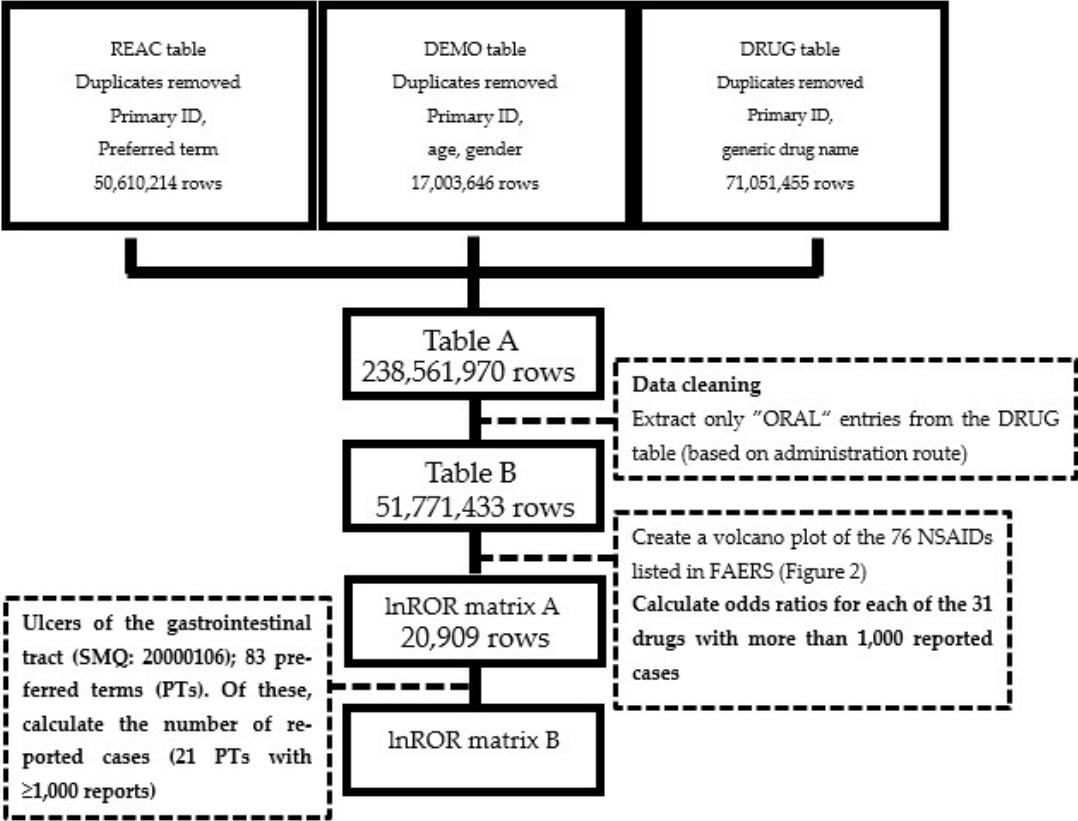 REAC table
Duplicates removed
Primary ID,
Preferred term
50,610,214 rows
DEMO table
Duplicates removed
Primary ID,
age, gender
17,003,646 rows
DRUG table
Duplicates removed
Primary ID,
generic drug name
71,051,455 rows
Table A
238,561,970 rows
Data cleaning
Extract only ″ORAL“ entries from the DRUG
table (based on administration route)
Table B
51,771,433 rows
Create a volcano plot of the 76 NSAIDs
listed in FAERS (Figure 2)
Calculate odds ratios for each of the 31
drugs with more than 1,000 reported
cases
lnROR matrix A
20,909 rows
Ulcers of the gastrointestinal
tract (SMQ: 20000106); 83 pre-
ferred terms (PTs). Of these,
calculate the number of re-
ported cases (21 PTs with
≥1,000 reports)
lnROR matrix B